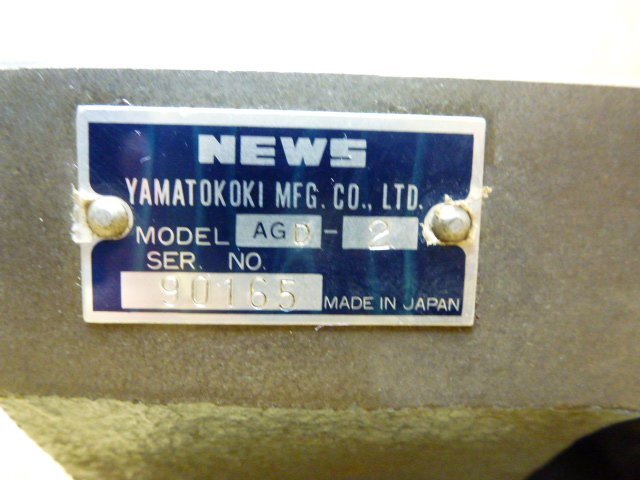 NEWS
YAMATOKOKI MFG. CO., LTD.
MODEL AGD-2
SER. NO.
90165 MADE IN JAPAN